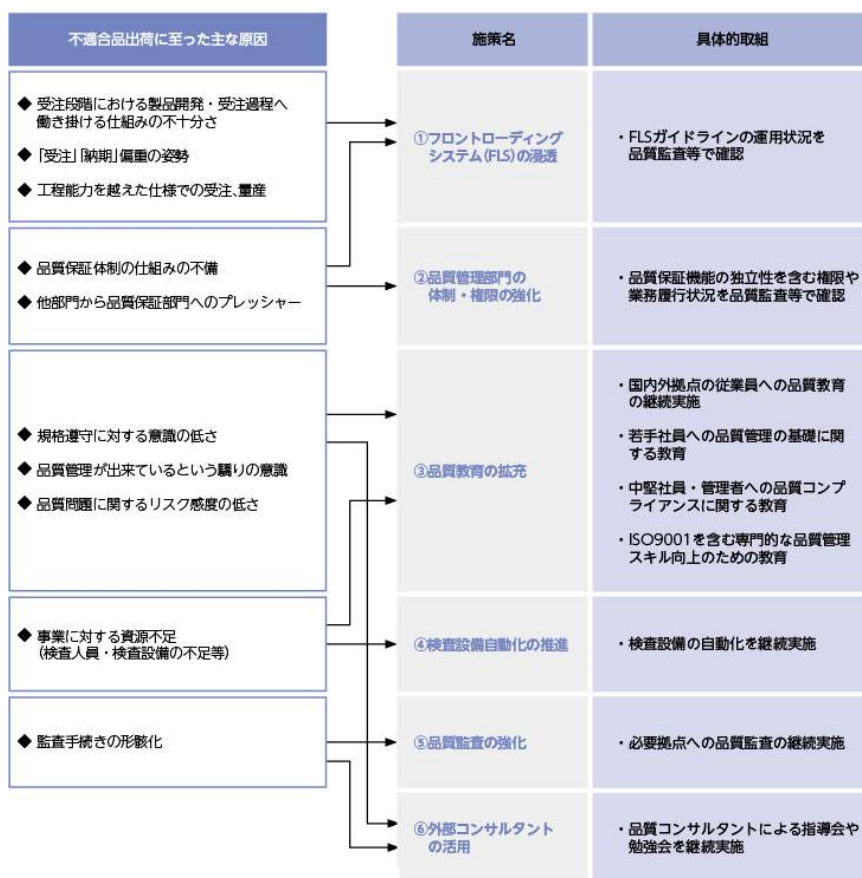 不適合品出荷に至った主な原因
施策名
具体的取組
◆ 受注段階における製品開発・受注過程へ
働き掛ける仕組みの不十分さ
◆ 「受注」「納期」偏重の姿勢
◆ 工程能力を越えた仕様での受注、量産
①フロントローディング
システム(FLS)の浸透
・FLSガイドラインの運用状況を
品質監査等で確認
◆ 品質保証体制の仕組みの不備
◆ 他部門から品質保証部門へのプレッシャー
②品質管理部門の
体制・権限の強化
・品質保証機能の独立性を含む権限や
業務履行状況を品質監査等で確認
◆ 規格遵守に対する意識の低さ
◆ 品質管理が出来ているという驕りの意識
◆ 品質問題に関するリスク感度の低さ
③品質教育の拡充
・国内外拠点の従業員への品質教育
の継続実施
・若手社員への品質管理の基礎に関
する教育
・中堅社員・管理者への品質コンプ
ライアンスに関する教育
・ISO9001を含む専門的な品質管理
スキル向上のための教育
◆ 事業に対する資源不足
(検査人員・検査設備の不足等)
④検査設備自動化の推進
・検査設備の自動化を継続実施
◆ 監査手続きの形骸化
⑤品質監査の強化
・必要拠点への品質監査の継続実施
⑥外部コンサルタント
の活用
・品質コンサルタントによる指導会や
勉強会を継続実施